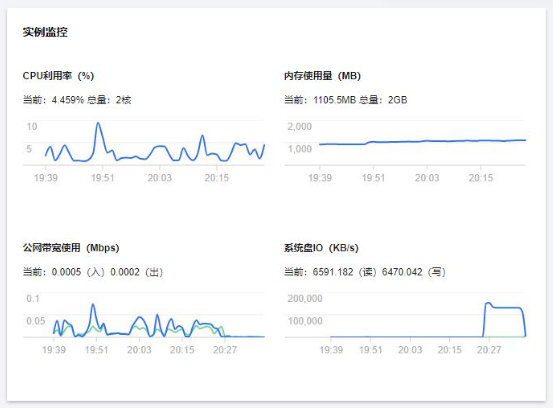 实例监控
CPU利用率（%）
当前：4.459% 总量：2核
10
5
19:39 19:51 20:03 20:15
内存使用量（MB）
当前：1105.5MB 总量：2GB
2,000
1,000
19:39 19:51 20:03 20:15
公网带宽使用（Mbps）
当前：0.0005（入）0.0002（出）
0.1
0.05
19:39 19:51 20:03 20:15 20:27
系统盘IO（KB/s）
当前：6591.182（读）6470.042（写）
200,000
100,000
19:39 19:51 20:03 20:15 20:27